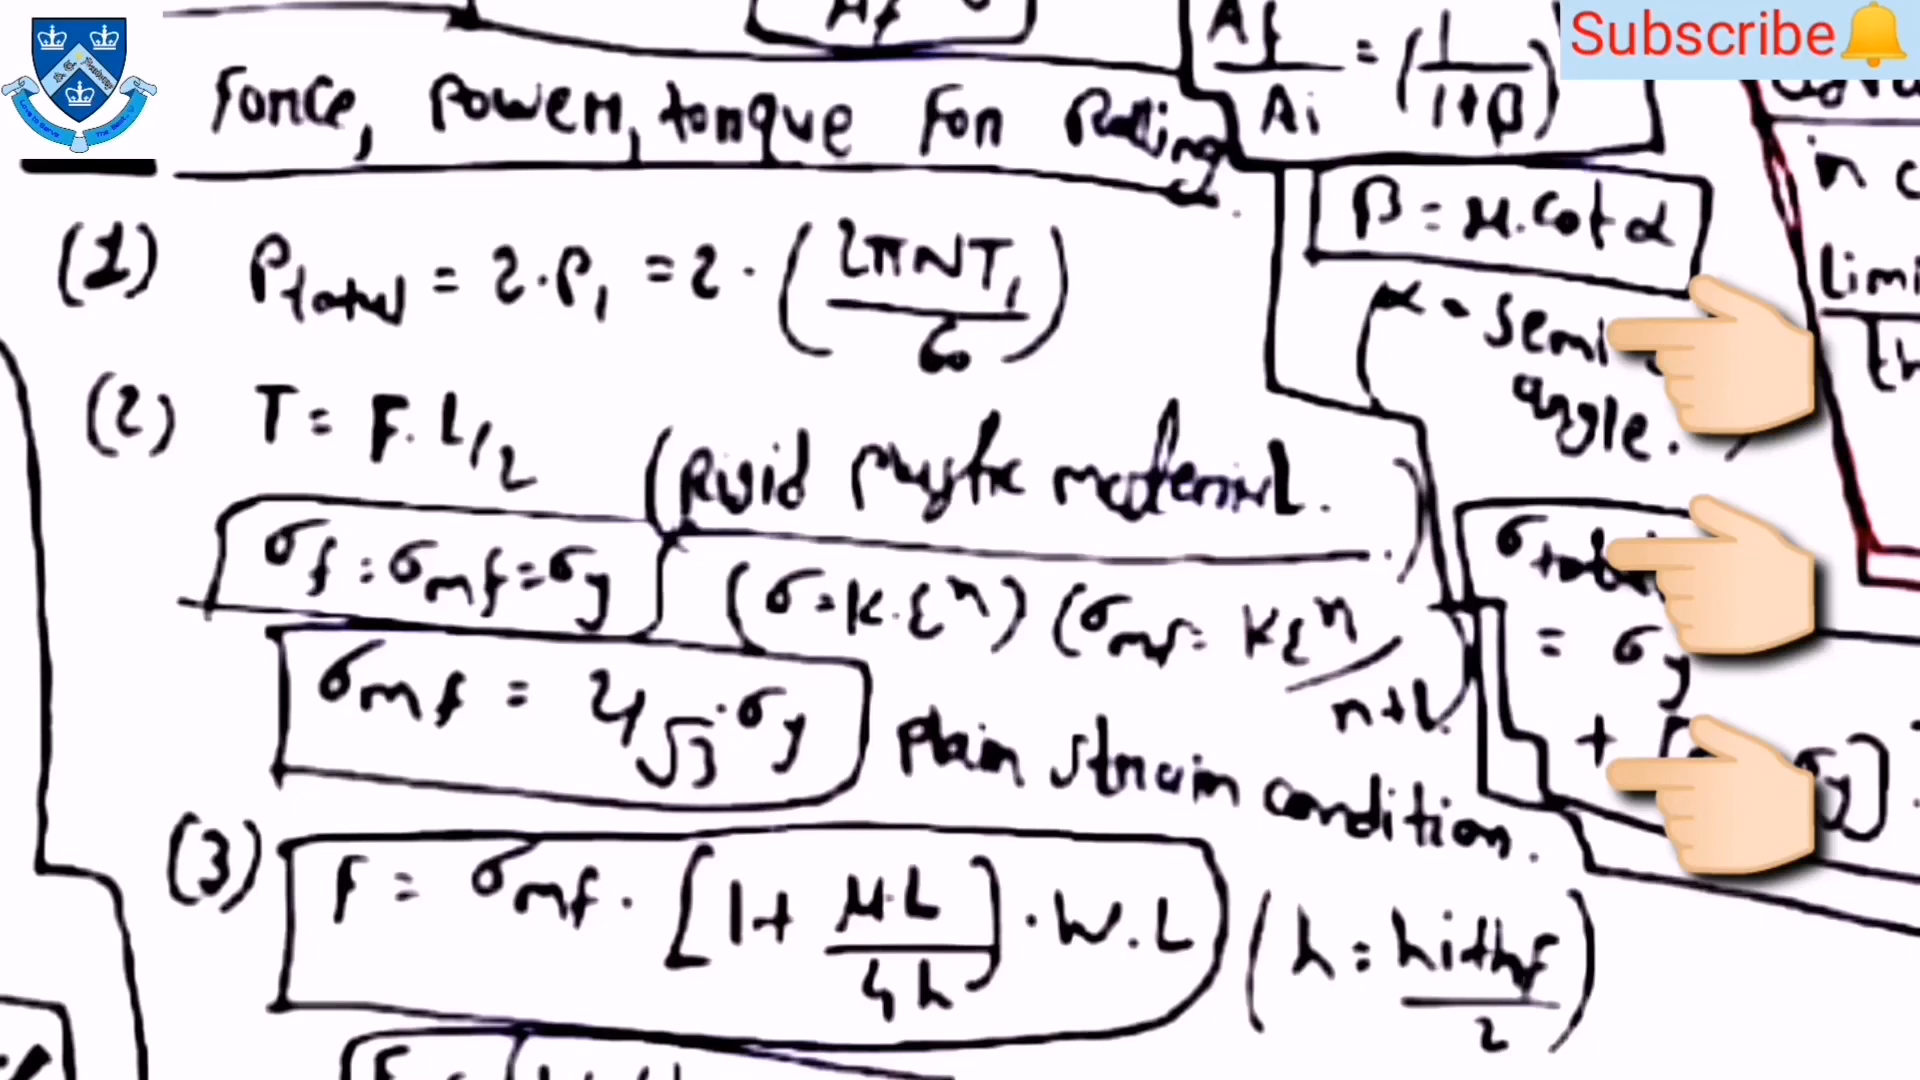 Subscribe
Force, Power, torque For Rolling.
(1) Ptotal = 2.P1 = 2.(2πNT1/60)
(2) T = F.L/2 (Rigid plastic material.)
σf = σmf = σy (σ = K.ε^n) (σmf = Kε^n/n+1)
σmf = 2/√3.σy Plain strain condition.
(3) F = σmf.[1+ μ.L/4h].W.L (h = hi+hf/2)
Af/Ai = (1/1+B)
B = μ.cot α
α = Semi
angle.
= σy
+
σy]
in